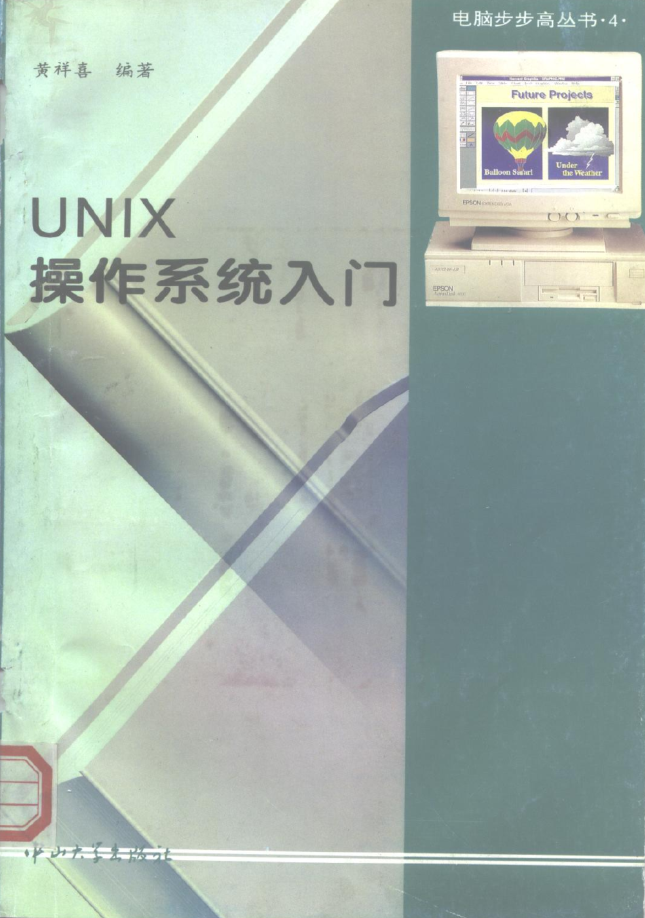 电脑步步高丛书·4·
黄祥喜 编著
Future Projects
Balloon Safari
Under
the Weather
EPSON
UNIX
操作系统入门
EPSON
中山大学出版社